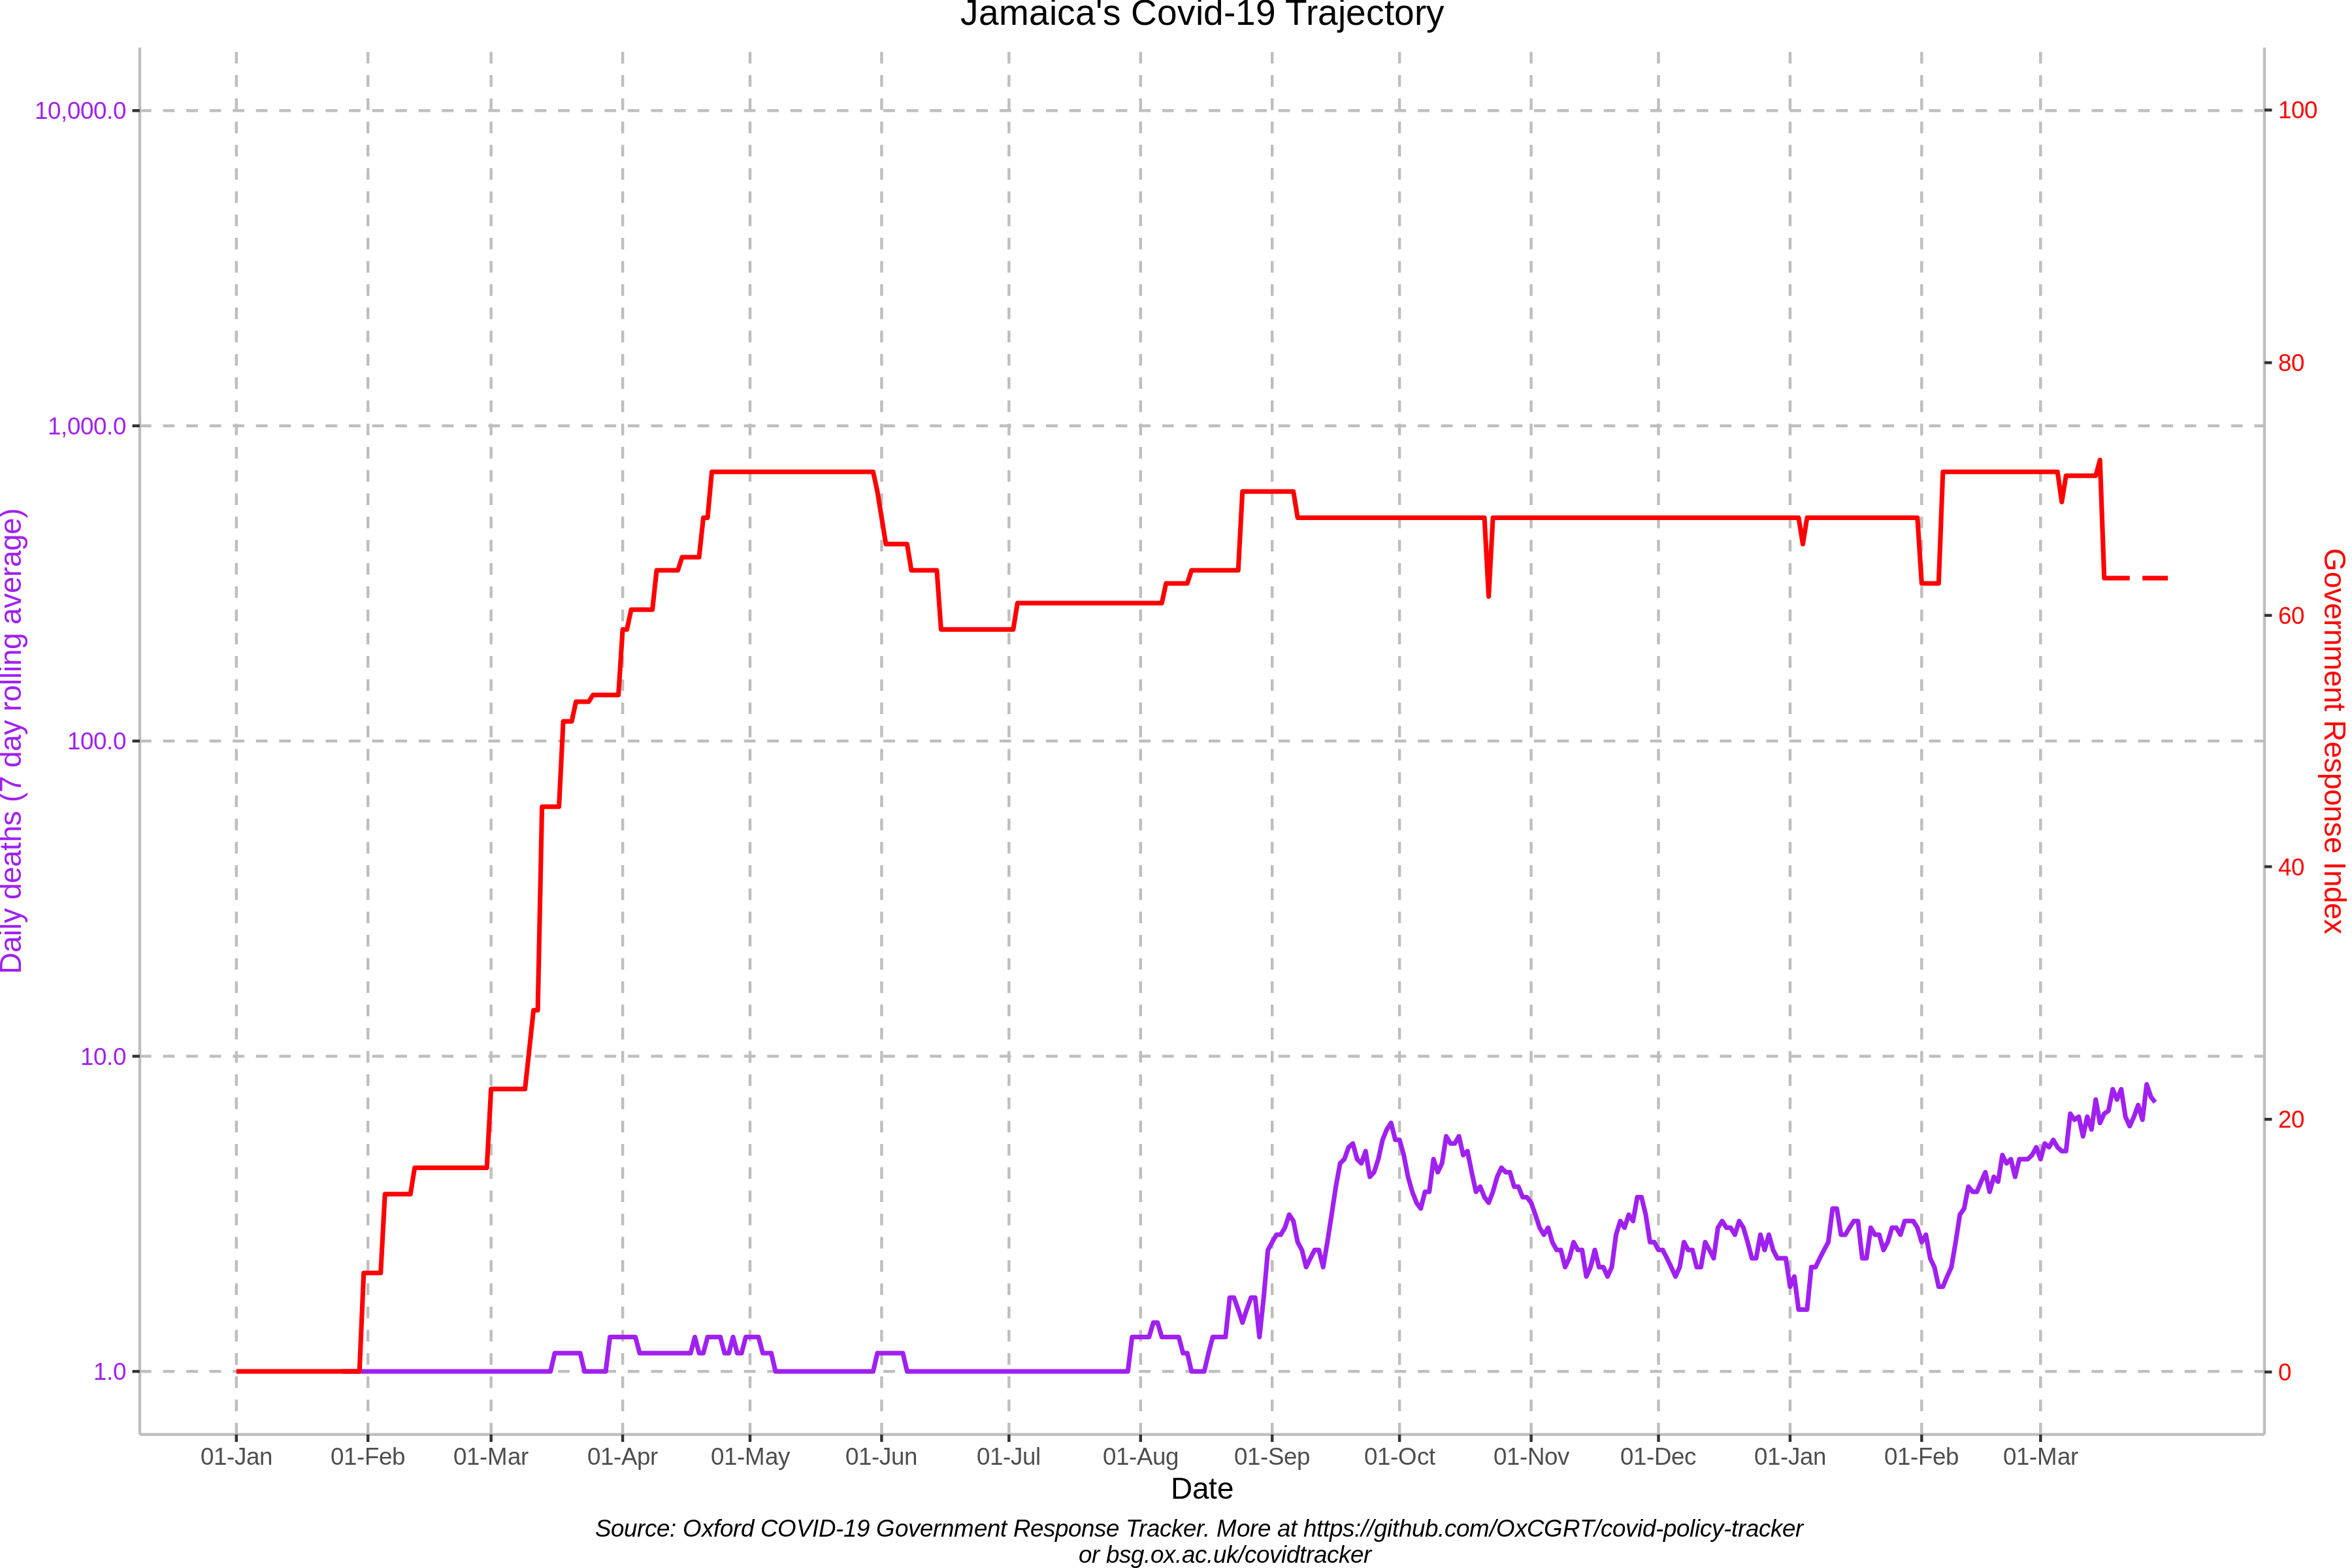 Jamaica's Covid-19 Trajectory
10,000.0
1,000.0
100.0
10.0
1.0
Daily deaths (7 day rolling average)
100
80
60
40
20
0
Government Response Index
01-Jan 01-Feb 01-Mar 01-Apr 01-May 01-Jun 01-Jul 01-Aug 01-Sep 01-Oct 01-Nov 01-Dec 01-Jan 01-Feb 01-Mar
Date
Source: Oxford COVID-19 Government Response Tracker. More at https://github.com/OxCGRT/covid-policy-tracker
or bsg.ox.ac.uk/covidtracker